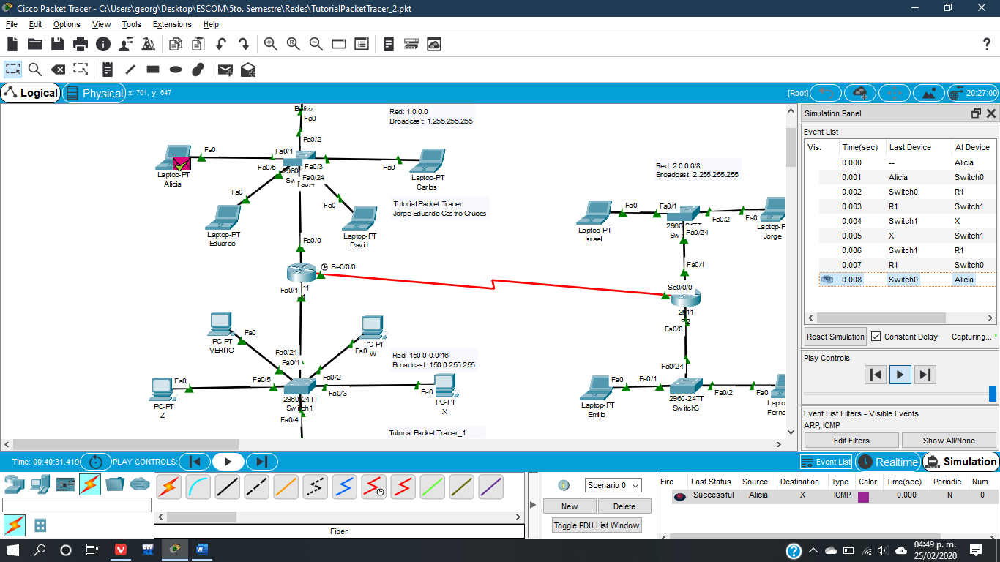 Cisco Packet Tracer - C:\Users\georg\Desktop\ESCOM\5to. Semestre\Redes\TutorialPacketTracer_2.pkt
File Edit Options View Tools Extensions Help
Logical Physical x: 701, y: 647 [Root] 20:27:00
Fa0
Red: 1.0.0.0
Broadcast: 1.255.255.255
Fa0/2
Fa0 Fa0/1
Fa0/5 Fa0/3 Fa0
Fa0/24
Laptop-PT
Alicia
Laptop-PT
Carlos
Red: 2.0.0.0/8
Broadcast: 2.255.255.255
Fa0 Fa0
Tutorial Packet Tracer
Jorge Eduardo Castro Cruces
Laptop-PT
Eduardo
Laptop-PT
David
Fa0 Fa0/1 Fa0/2 Fa0
Laptop-PT
Israel
Fa0/24
Jorge
Fa0/0
Se0/0/0
Fa0/1
Fa0/1
Se0/0/0
2811
Fa0/0
PC-PT
VERITO
Fa0
PC-PT
W
Fa0
Fa0/24
Fa0/1
Red: 150.0.0.0/16
Broadcast: 150.0.255.255
Fa0 Fa0/5 Fa0/2
Fa0/3 Fa0
PC-PT
Z
2960-24TT
Switch1
PC-PT
X
Fa0/4
Tutorial Packet Tracer_1
Fa0/24
Fa0 Fa0/1 Fa0/2 Fa0
Laptop-PT
Emilio
2960-24TT
Switch3
Simulation Panel
Event List
Vis. Time(sec) Last Device At Device
0.000 -- Alicia
0.001 Alicia Switch0
0.002 Switch0 R1
0.003 R1 Switch1
0.004 Switch1 X
0.005 X Switch1
0.006 Switch1 R1
0.007 R1 Switch0
0.008 Switch0 Alicia
Reset Simulation Constant Delay Capturing...
Play Controls
Event List Filters - Visible Events
ARP, ICMP
Edit Filters Show All/None
Time: 00:40:31.419 PLAY CONTROLS: Event List Realtime Simulation
Scenario 0
New Delete
Toggle PDU List Window
Fire Last Status Source Destination Type Color Time(sec) Periodic Num
Successful Alicia X ICMP 0.000 N 0
Fiber
04:49 p. m.
25/02/2020